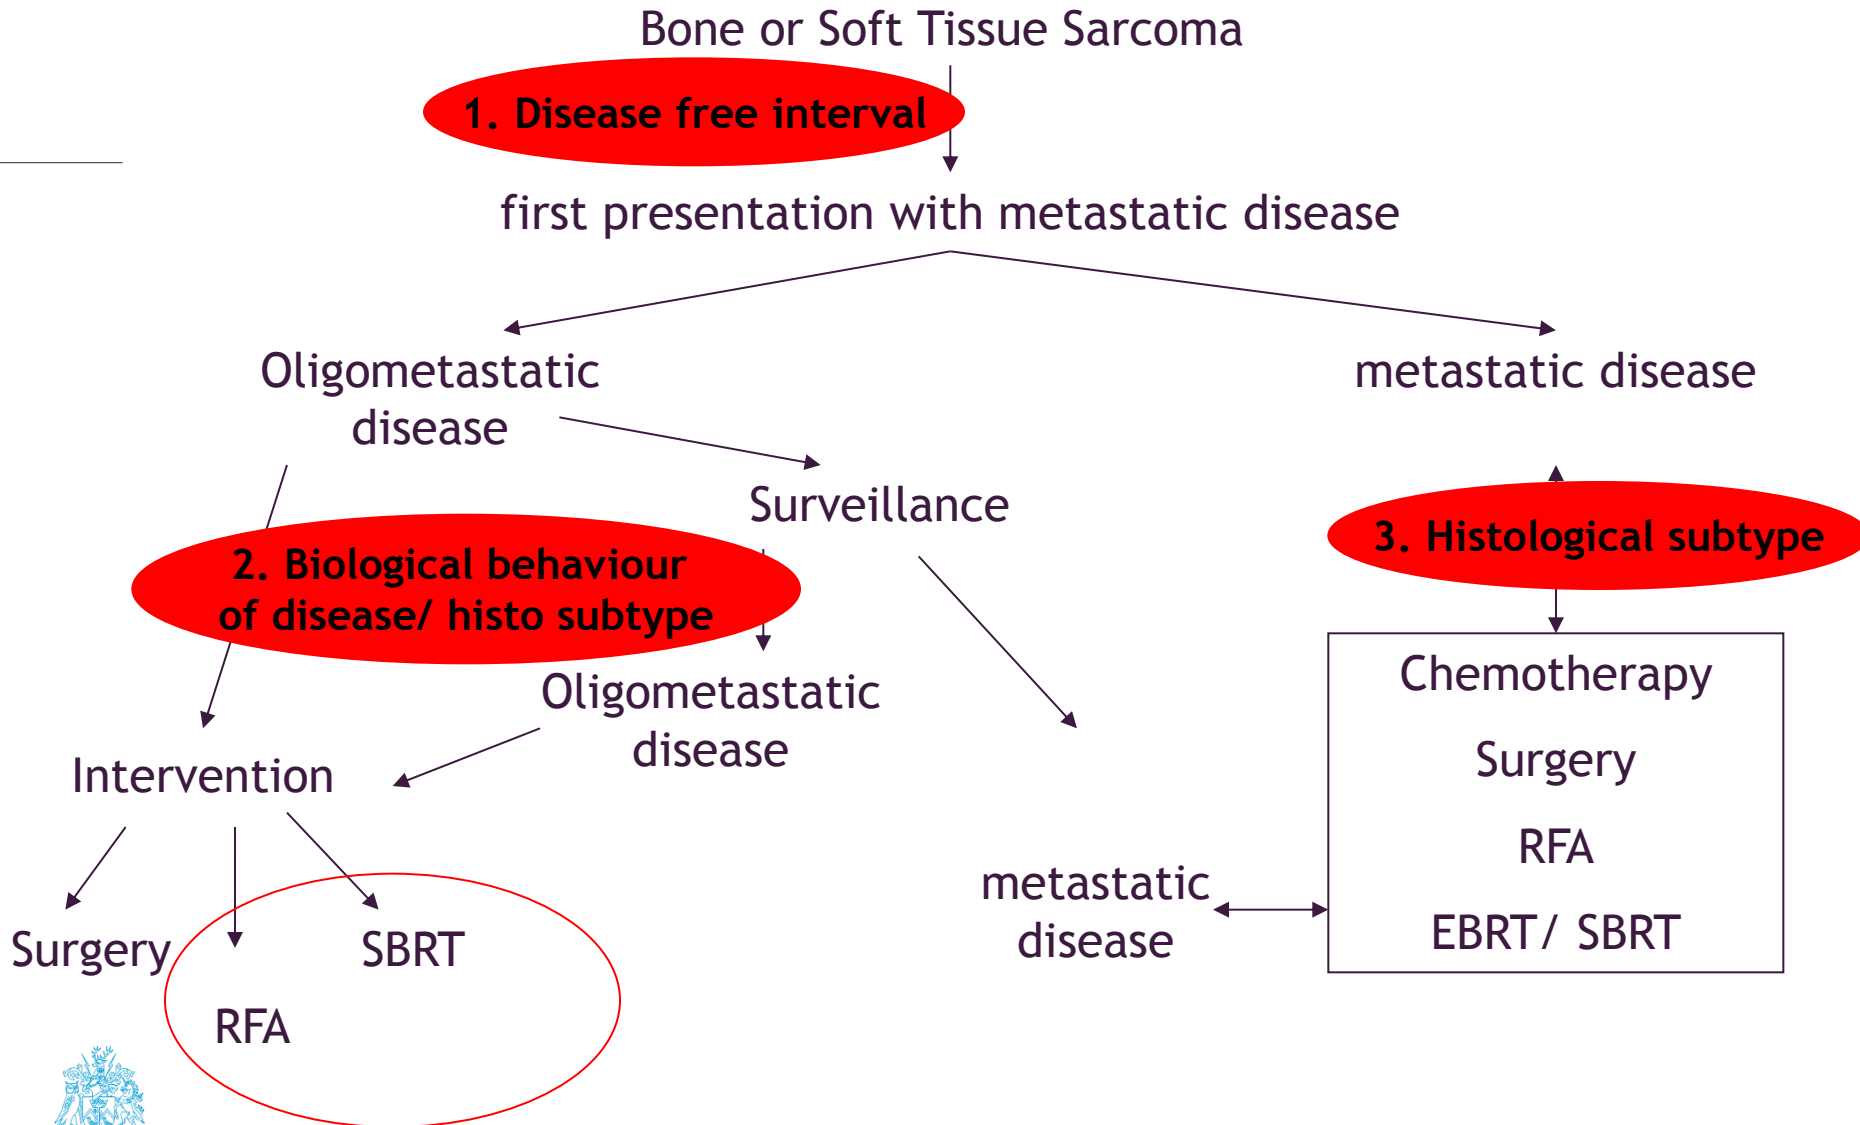 Bone or Soft Tissue Sarcoma
1. Disease free interval
first presentation with metastatic disease
Oligometastatic
disease
metastatic disease
Surveillance
2. Biological behaviour
of disease/ histo subtype
3. Histological subtype
Oligometastatic
disease
Intervention
Chemotherapy
Surgery
RFA
EBRT/ SBRT
metastatic
disease
Surgery
SBRT
RFA